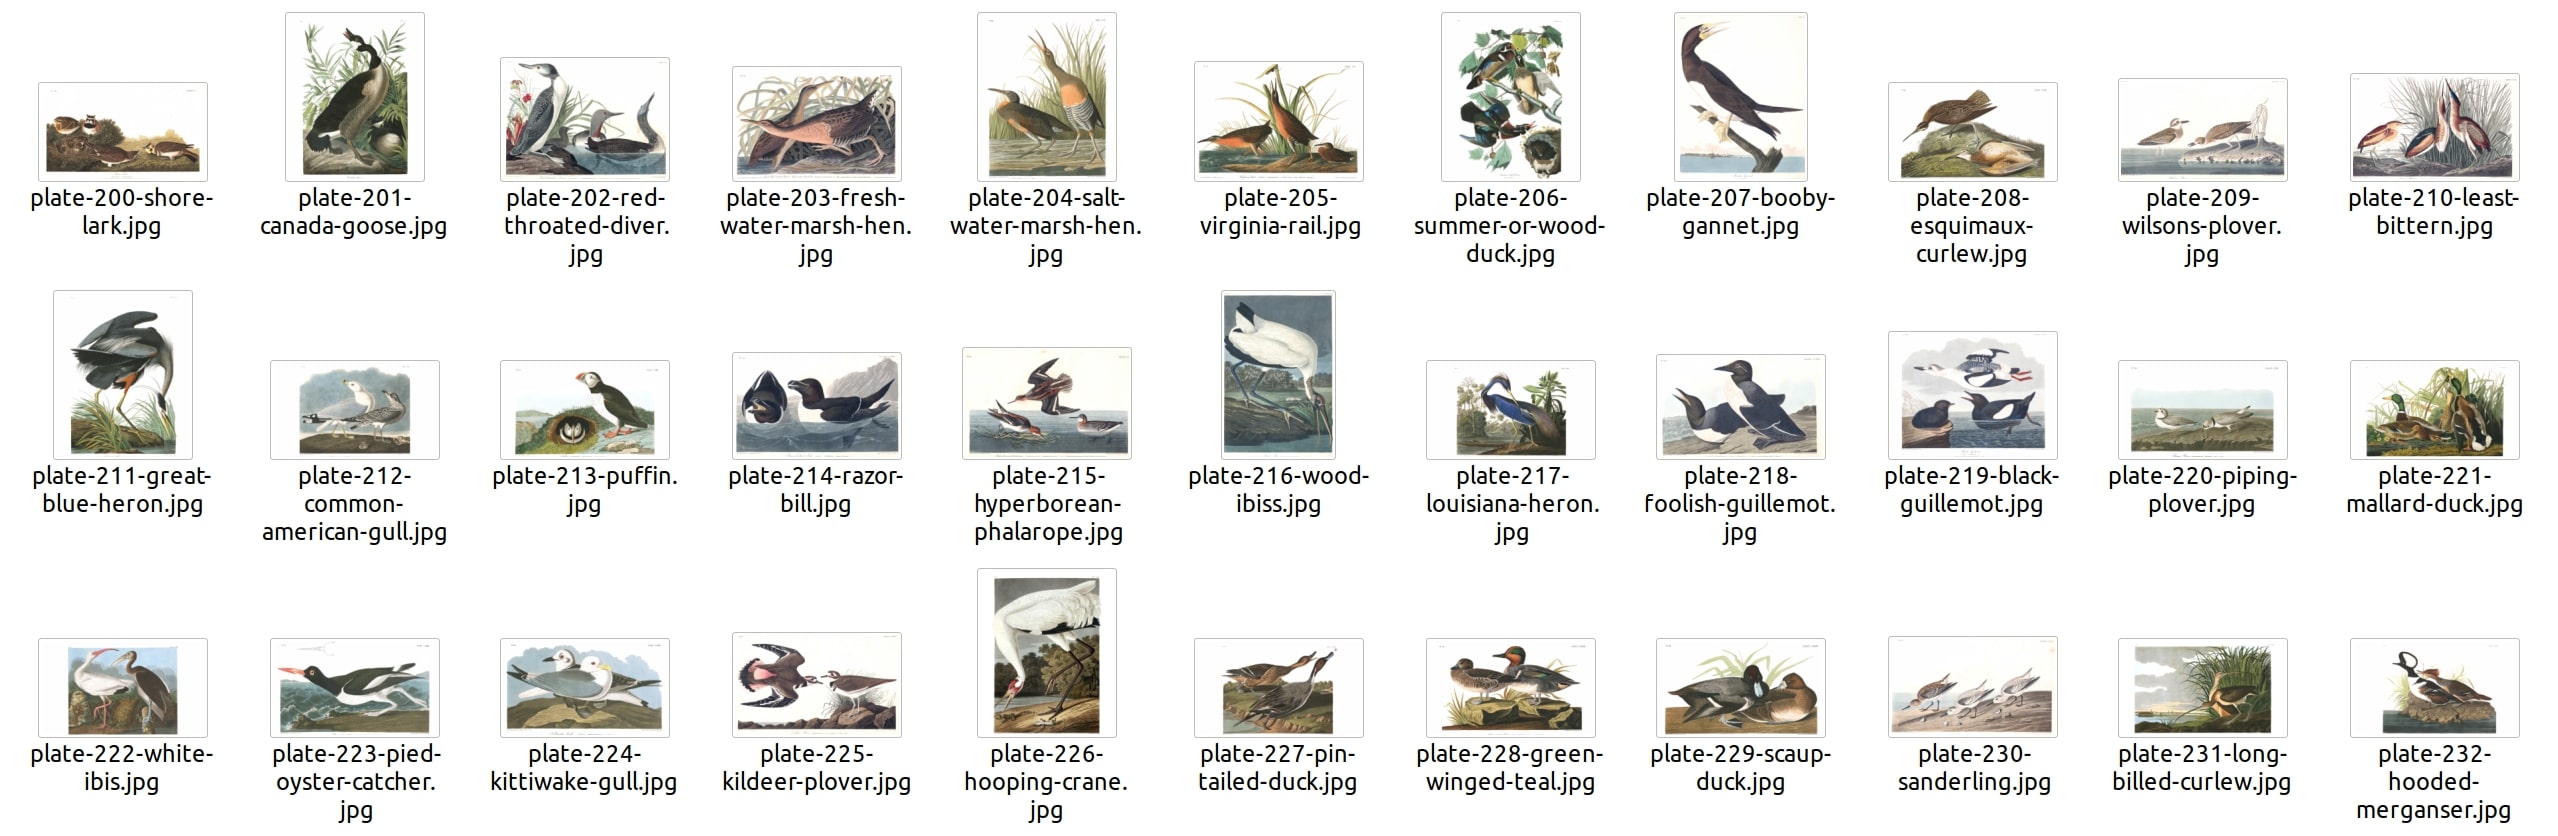 plate-200-shore-
lark.jpg
plate-201-
canada-goose.jpg
plate-202-red-
throated-diver.
jpg
plate-203-fresh-
water-marsh-hen.
jpg
plate-204-salt-
water-marsh-hen.
jpg
plate-205-
virginia-rail.jpg
plate-206-
summer-or-wood-
duck.jpg
plate-207-booby-
gannet.jpg
plate-208-
esquimaux-
curlew.jpg
plate-209-
wilsons-plover.
jpg
plate-210-least-
bittern.jpg
plate-211-great-
blue-heron.jpg
plate-212-
common-
american-gull.jpg
plate-213-puffin.
jpg
plate-214-razor-
bill.jpg
plate-215-
hyperborean-
phalarope.jpg
plate-216-wood-
ibiss.jpg
plate-217-
louisiana-heron.
jpg
plate-218-
foolish-guillemot.
jpg
plate-219-black-
guillemot.jpg
plate-220-piping-
plover.jpg
plate-221-
mallard-duck.jpg
plate-222-white-
ibis.jpg
plate-223-pied-
oyster-catcher.
jpg
plate-224-
kittiwake-gull.jpg
plate-225-
kildeer-plover.jpg
plate-226-
hooping-crane.
jpg
plate-227-pin-
tailed-duck.jpg
plate-228-green-
winged-teal.jpg
plate-229-scaup-
duck.jpg
plate-230-
sanderling.jpg
plate-231-long-
billed-curlew.jpg
plate-232-
hooded-
merganser.jpg